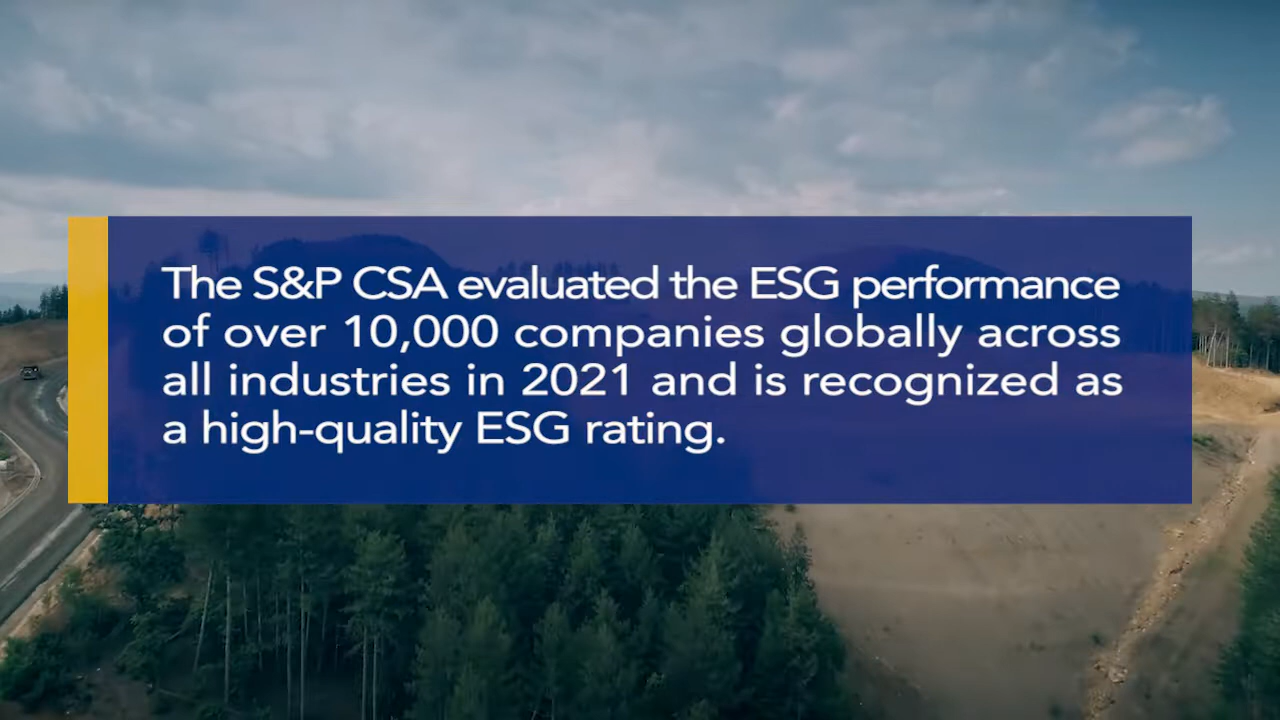 The S&P CSA evaluated the ESG performance
of over 10,000 companies globally across
all industries in 2021 and is recognized as
a high-quality ESG rating.